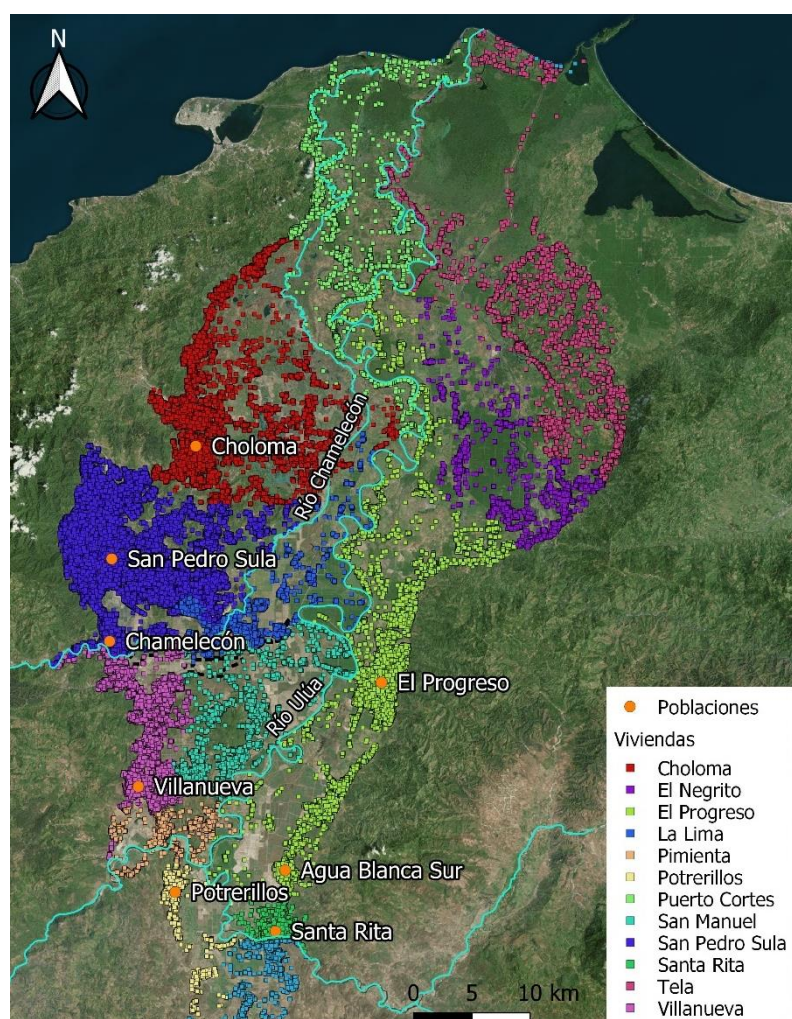 N
Choloma
Río Chamelecón
San Pedro Sula
Chamelecón
El Progreso
Río Ulúa
Villanueva
Agua Blanca Sur
Potrerillos
Santa Rita
0 5 10 km
Poblaciones
Viviendas
Choloma
El Negrito
El Progreso
La Lima
Pimienta
Potrerillos
Puerto Cortes
San Manuel
San Pedro Sula
Santa Rita
Tela
Villanueva